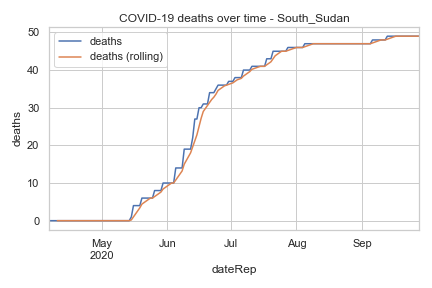 COVID-19 deaths over time - South_Sudan
deaths
deaths (rolling)
50
40
30
20
10
0
deaths
May
2020
Jun
Jul
Aug
Sep
dateRep